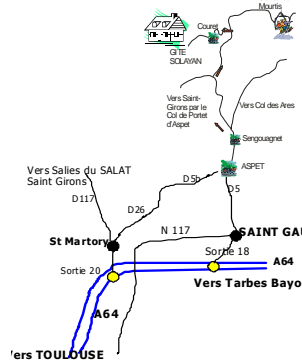 Mourtis
Couret
GITE
SOLAYAN
Vers Saint-
Girons par le
Col de Portet
d'Aspet
Vers Col des Ares
Sengouagnet
ASPET
Vers Salies du SALAT
Saint Girons
D5b
D5
D117
D26
St Martory
N 117
SAINT GAU
Sortie 18
A64
Sortie 20
Vers Tarbes Bayo
A64
ers TOULOUSE